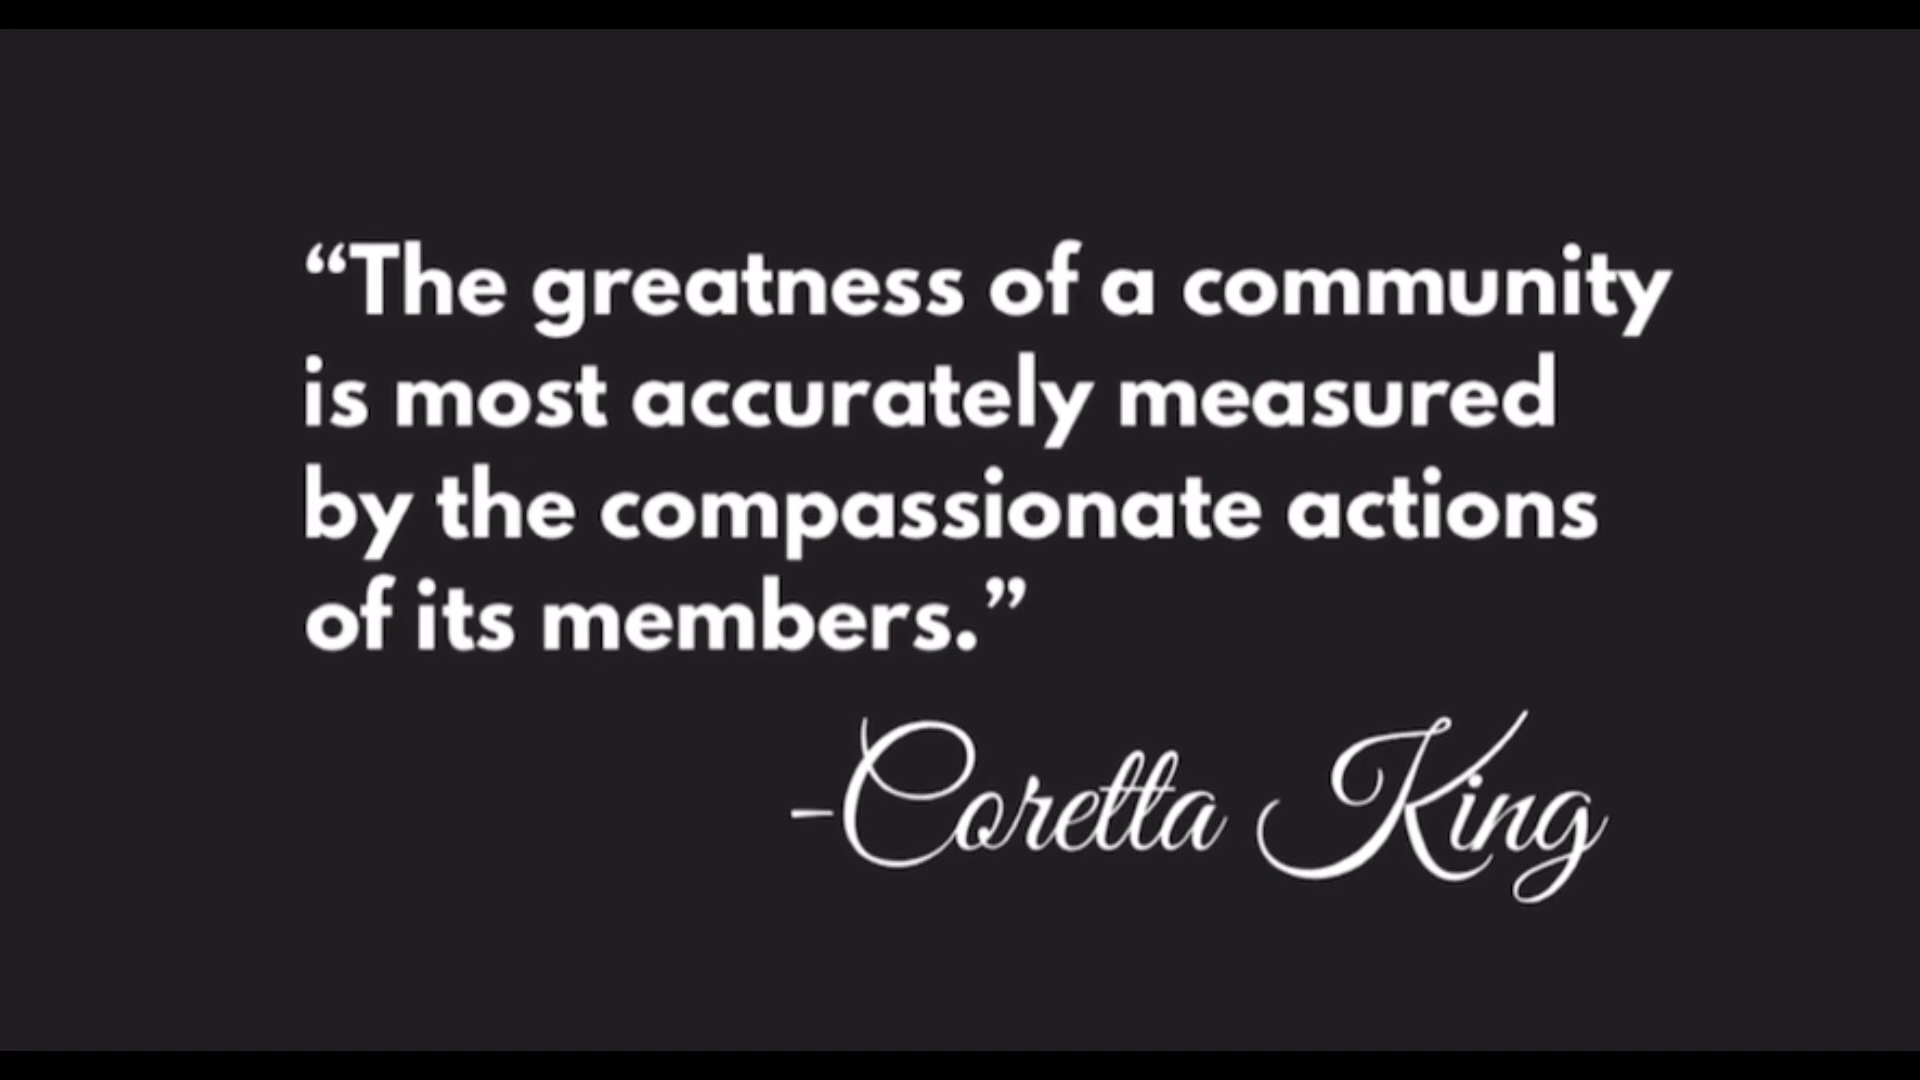 “The greatness of a community
is most accurately measured
by the compassionate actions
of its members.”
-Coretta King